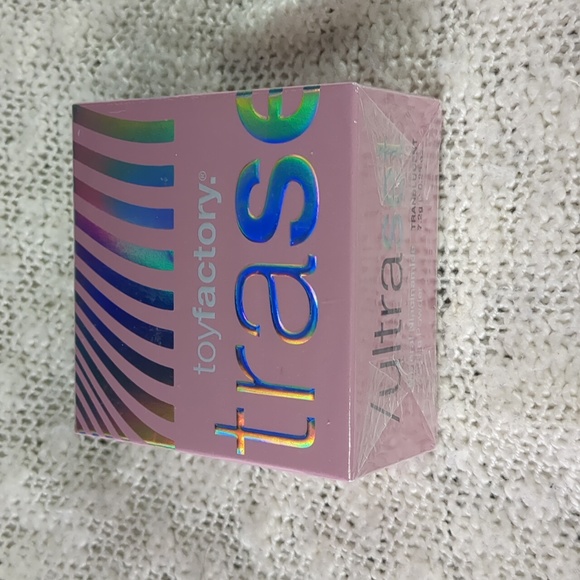 toyfactory.®
trase
/ultraset
TRANSLUCENT